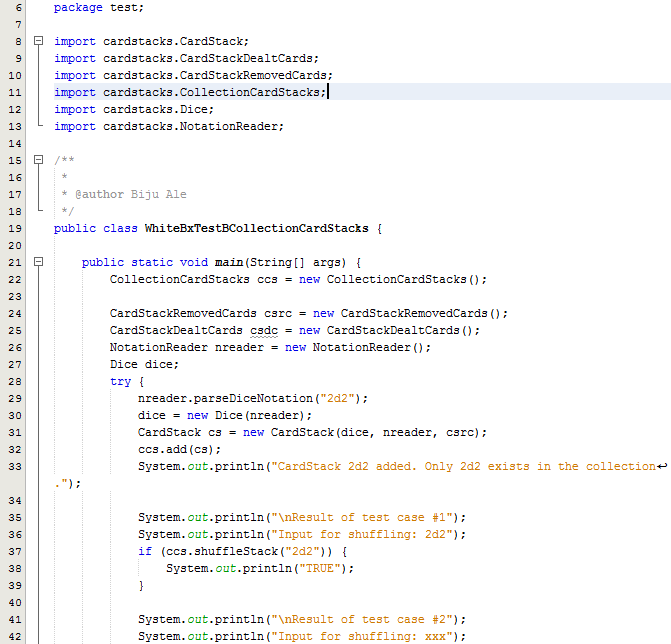 6 package test;
7
8 import cardstacks.CardStack;
9 import cardstacks.CardStackDealtCards;
10 import cardstacks.CardStackRemovedCards;
11 import cardstacks.CollectionCardStacks;
12 import cardstacks.Dice;
13 import cardstacks.NotationReader;
14
15 /**
16 *
17 * @author Biju Ale
18 */
19 public class WhiteBxTestBCollectionCardStacks {
20
21 public static void main(String[] args) {
22 CollectionCardStacks ccs = new CollectionCardStacks();
23
24 CardStackRemovedCards csrc = new CardStackRemovedCards();
25 CardStackDealtCards csdc = new CardStackDealtCards();
26 NotationReader nreader = new NotationReader();
27 Dice dice;
28 try {
29 nreader.parseDiceNotation("2d2");
30 dice = new Dice(nreader);
31 CardStack cs = new CardStack(dice, nreader, csrc);
32 ccs.add(cs);
33 System.out.println("CardStack 2d2 added. Only 2d2 exists in the collection↩
.");
34
35 System.out.println("\nResult of test case #1");
36 System.out.println("Input for shuffling: 2d2");
37 if (ccs.shuffleStack("2d2")) {
38 System.out.println("TRUE");
39 }
40
41 System.out.println("\nResult of test case #2");
42 System.out.println("Input for shuffling: xxx");